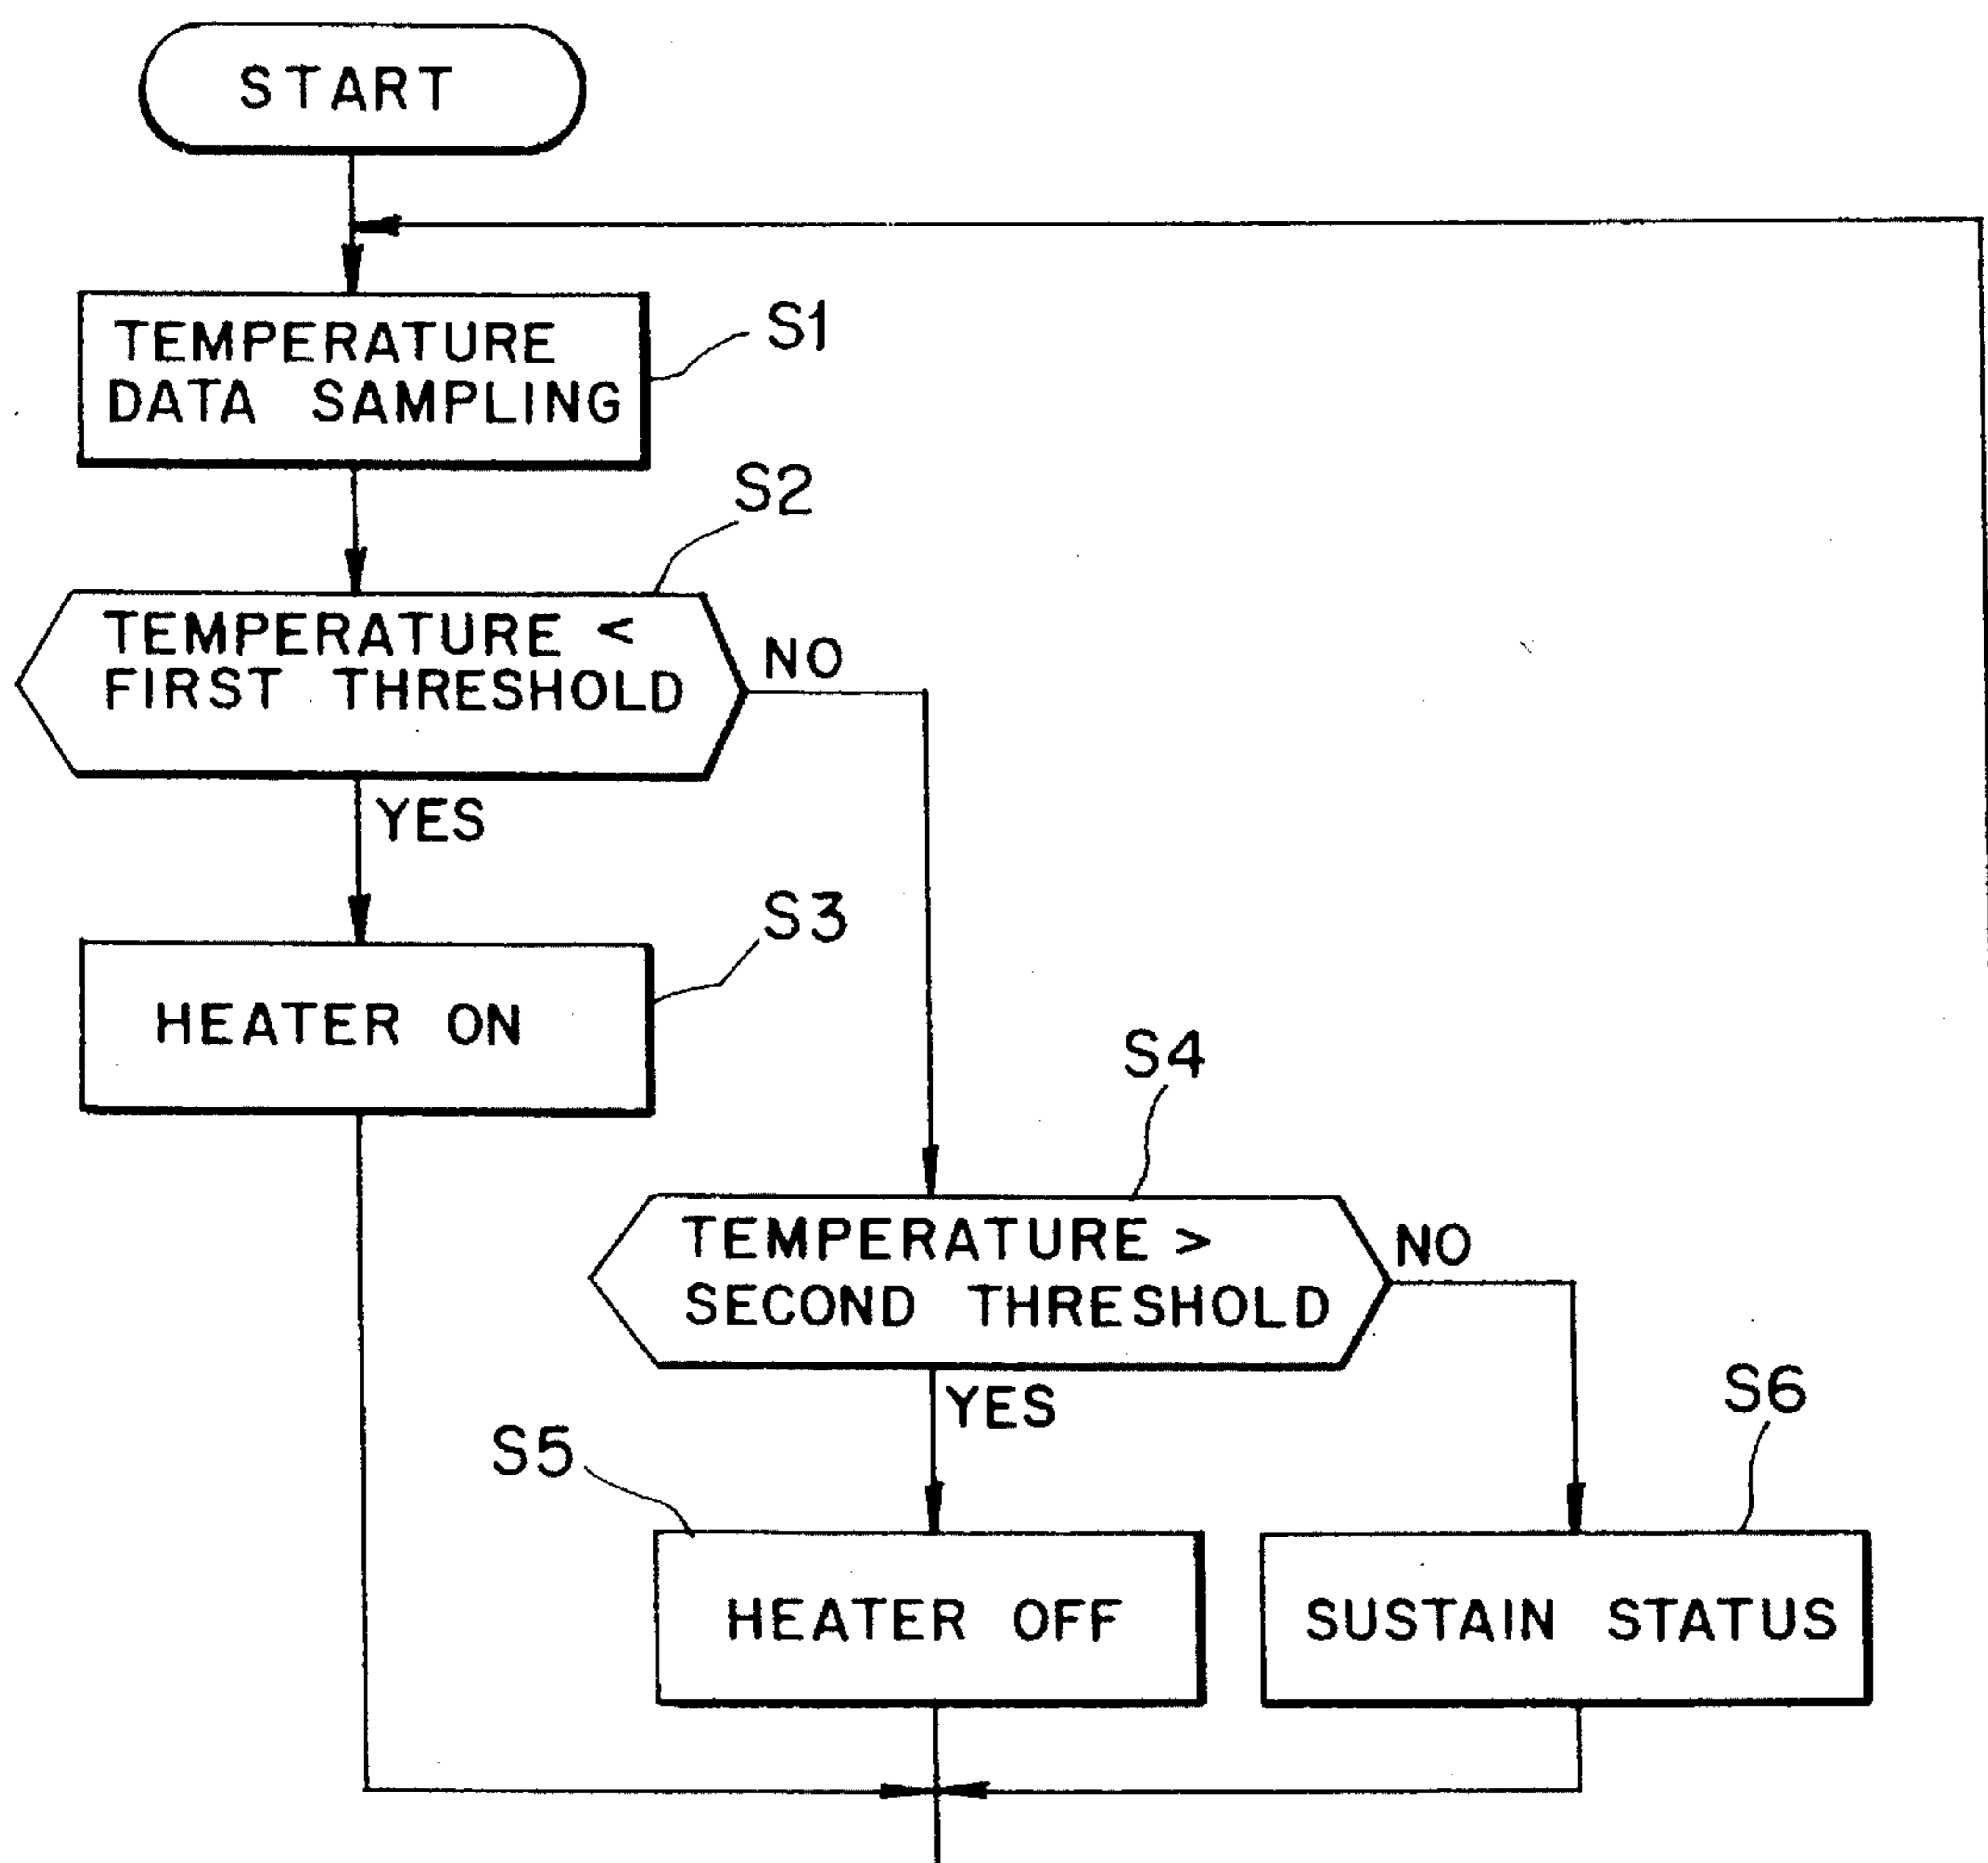 START
TEMPERATURE
DATA SAMPLING
S1
S2
TEMPERATURE <
FIRST THRESHOLD
NO
YES
S3
HEATER ON
S4
TEMPERATURE >
SECOND THRESHOLD
NO
YES
S5
S6
HEATER OFF
SUSTAIN STATUS